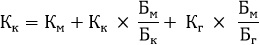 Кк = Км + Кк × Бм/Бк + Кг × Бм/Бг